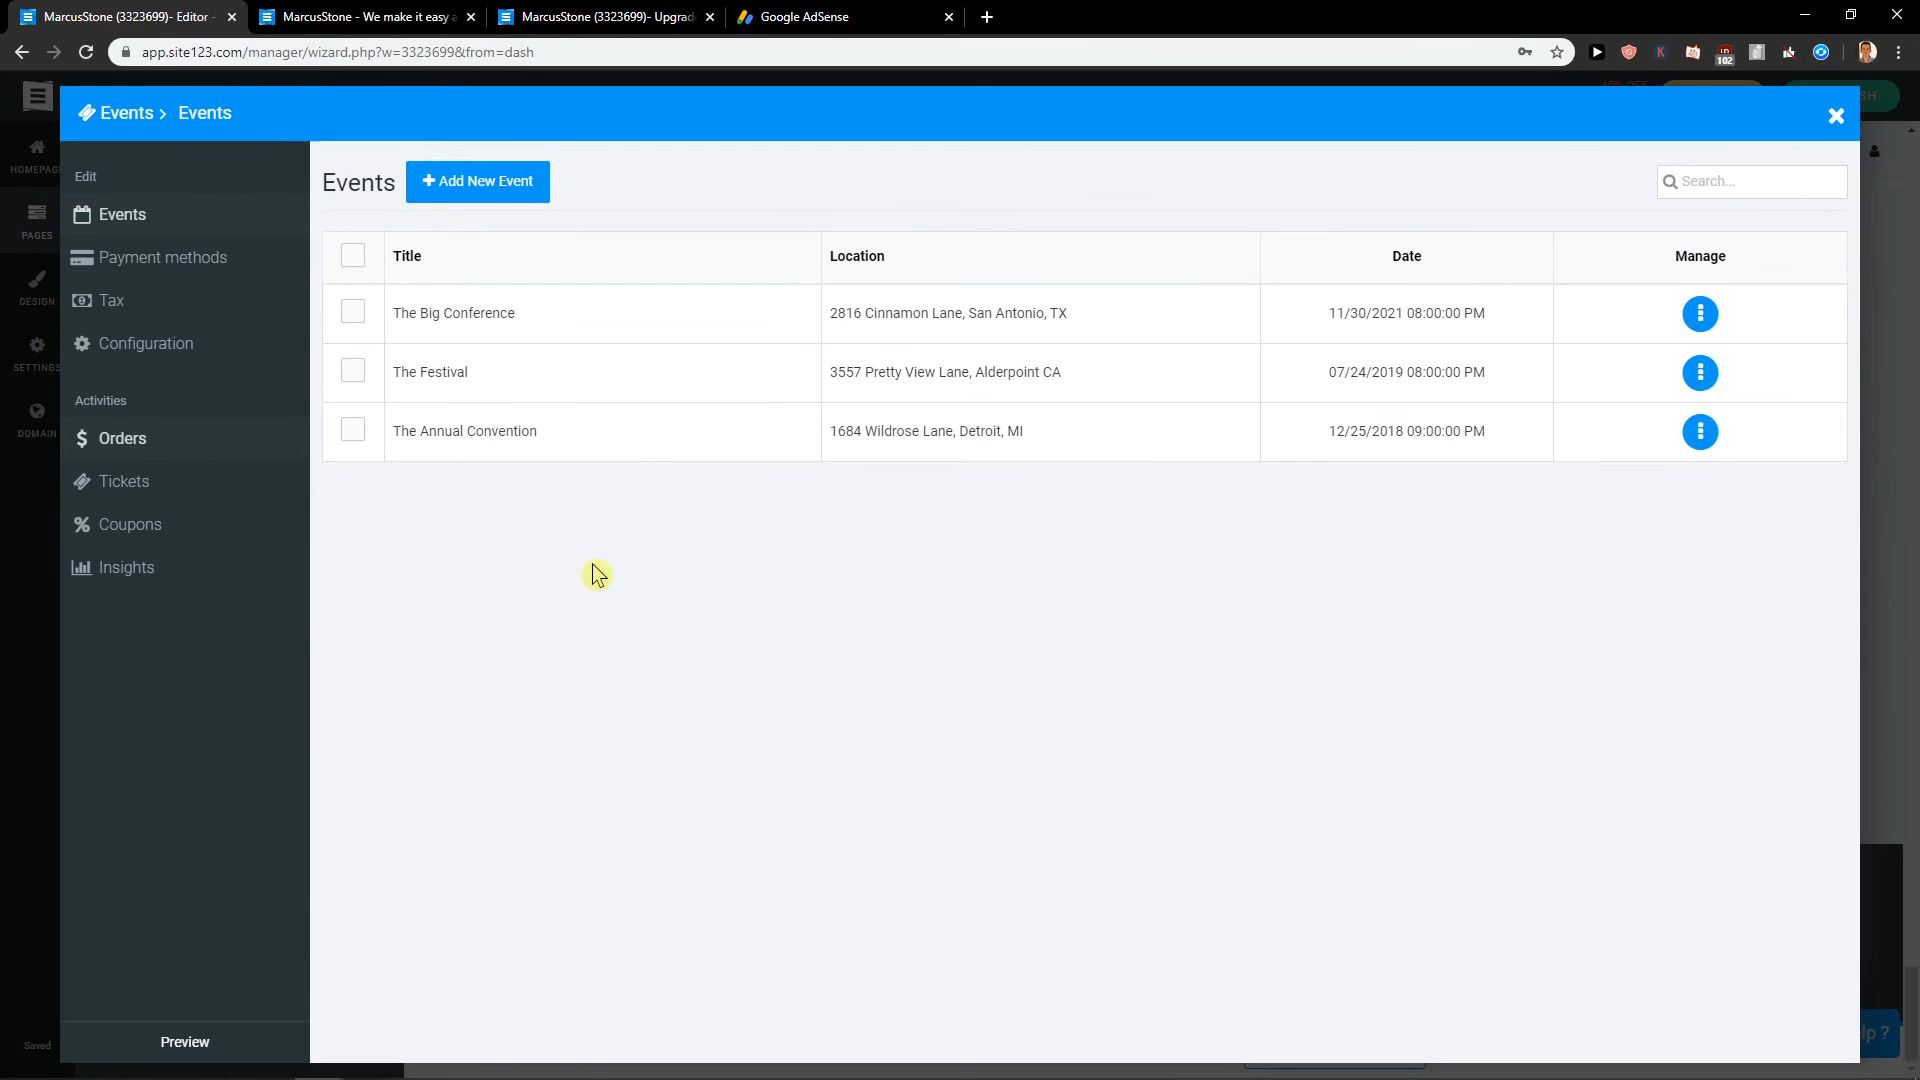 MarcusStone (3323699)- Editor -
MarcusStone - We make it easy a
MarcusStone (3323699)- Upgrad
Google AdSense
app.site123.com/manager/wizard.php?w=3323699&from=dash
102
Events > Events
HOMEPAG
PAGES
DESIGN
SETTINGS
DOMAIN
Saved
Edit
Events
Payment methods
Tax
Configuration
Activities
Orders
Tickets
Coupons
Insights
Preview
Events
Add New Event
Search...
Title Location Date Manage
The Big Conference 2816 Cinnamon Lane, San Antonio, TX 11/30/2021 08:00:00 PM
The Festival 3557 Pretty View Lane, Alderpoint CA 07/24/2019 08:00:00 PM
The Annual Convention 1684 Wildrose Lane, Detroit, MI 12/25/2018 09:00:00 PM
SH
lp ?